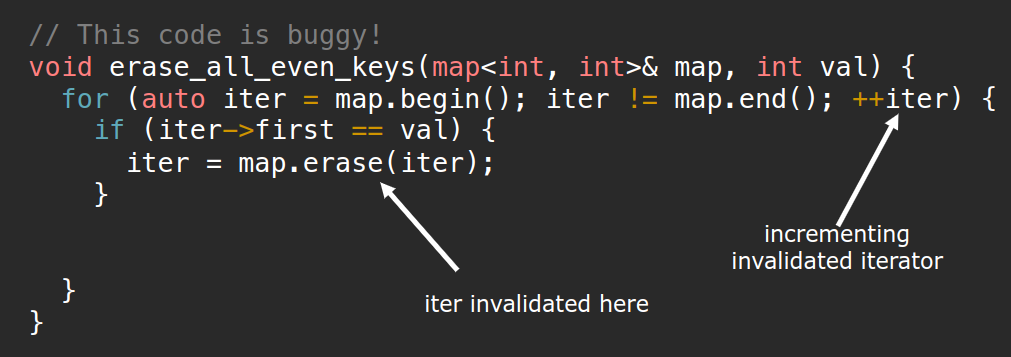 // This code is buggy!
void erase_all_even_keys(map<int, int>& map, int val) {
for (auto iter = map.begin(); iter != map.end(); ++iter) {
if (iter->first == val) {
iter = map.erase(iter);
}
incrementing
invalidated iterator
}
iter invalidated here
}